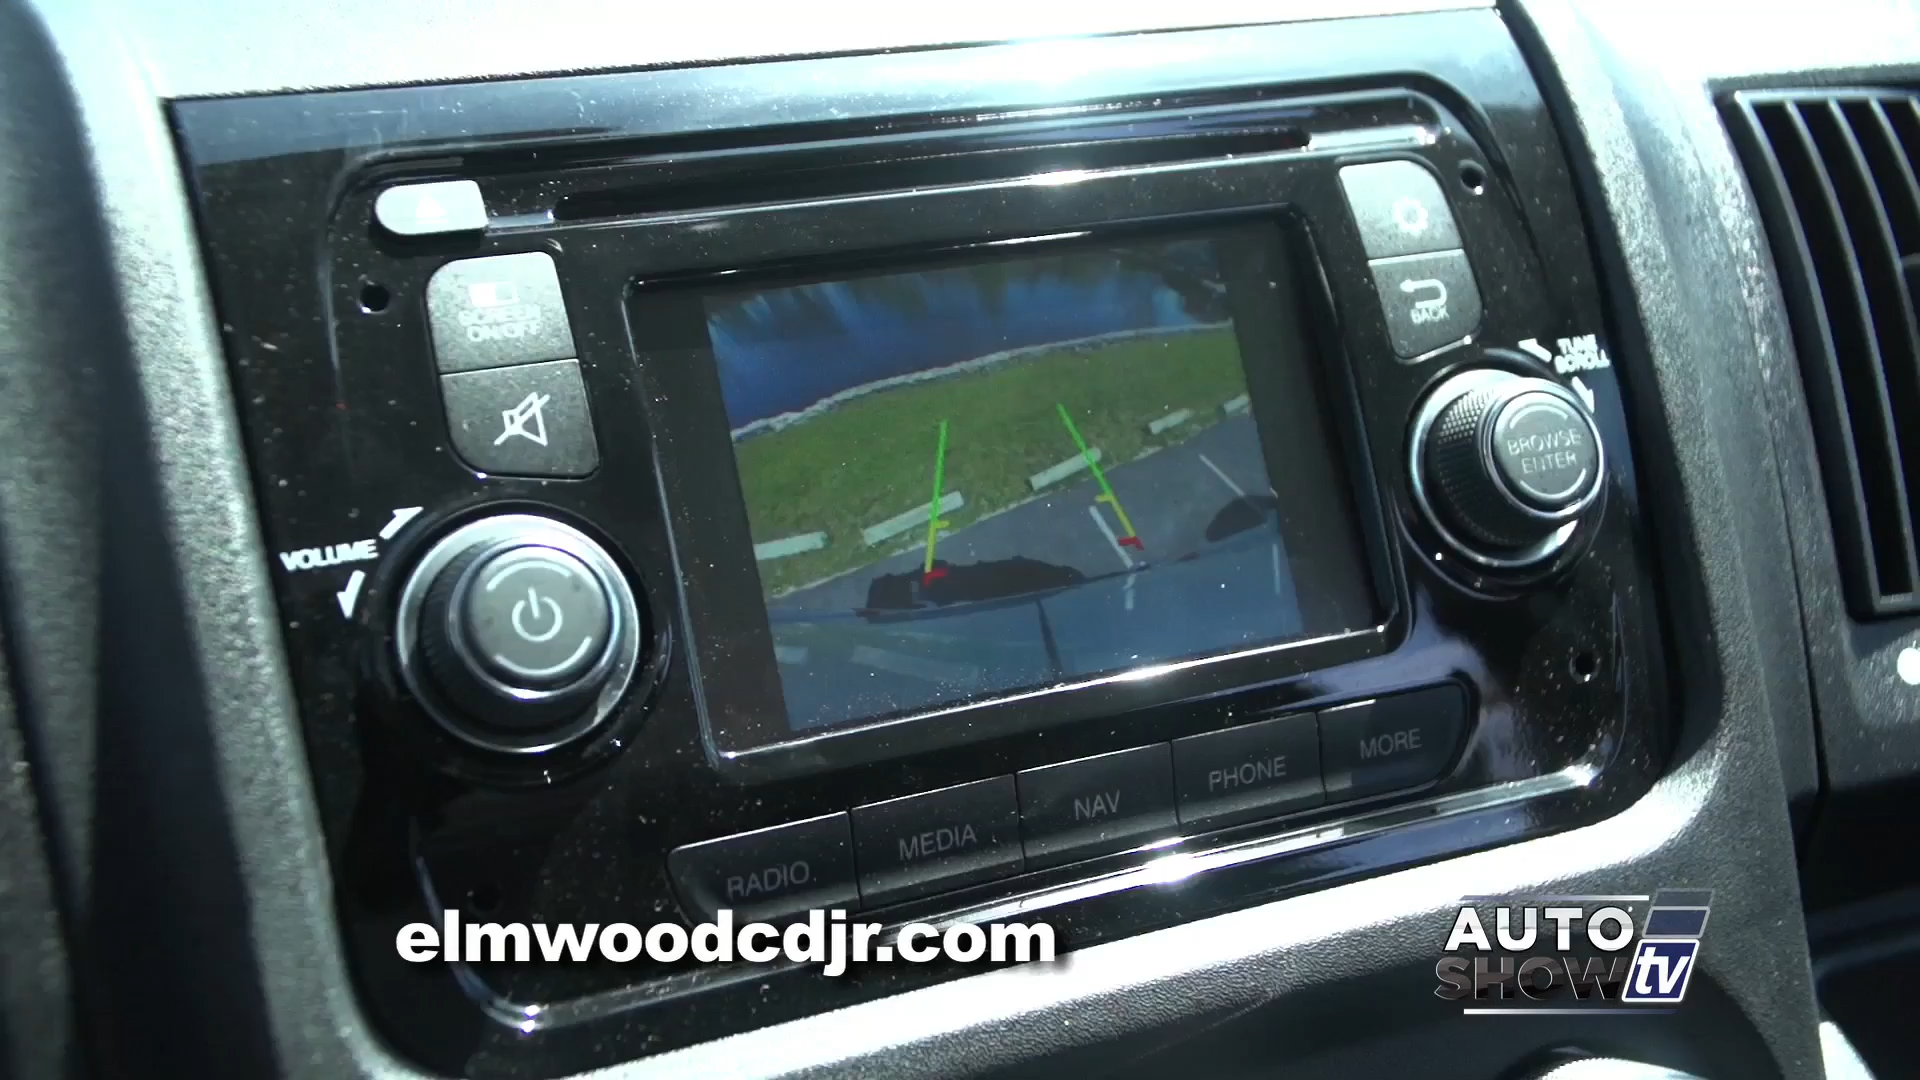 SCREEN
ON/OFF
BACK
TUNE
SCROLL
BROWSE
ENTER
VOLUME
RADIO
MEDIA
NAV
PHONE
MORE
elmwoodcdjr.com
AUTO
SHOW tv